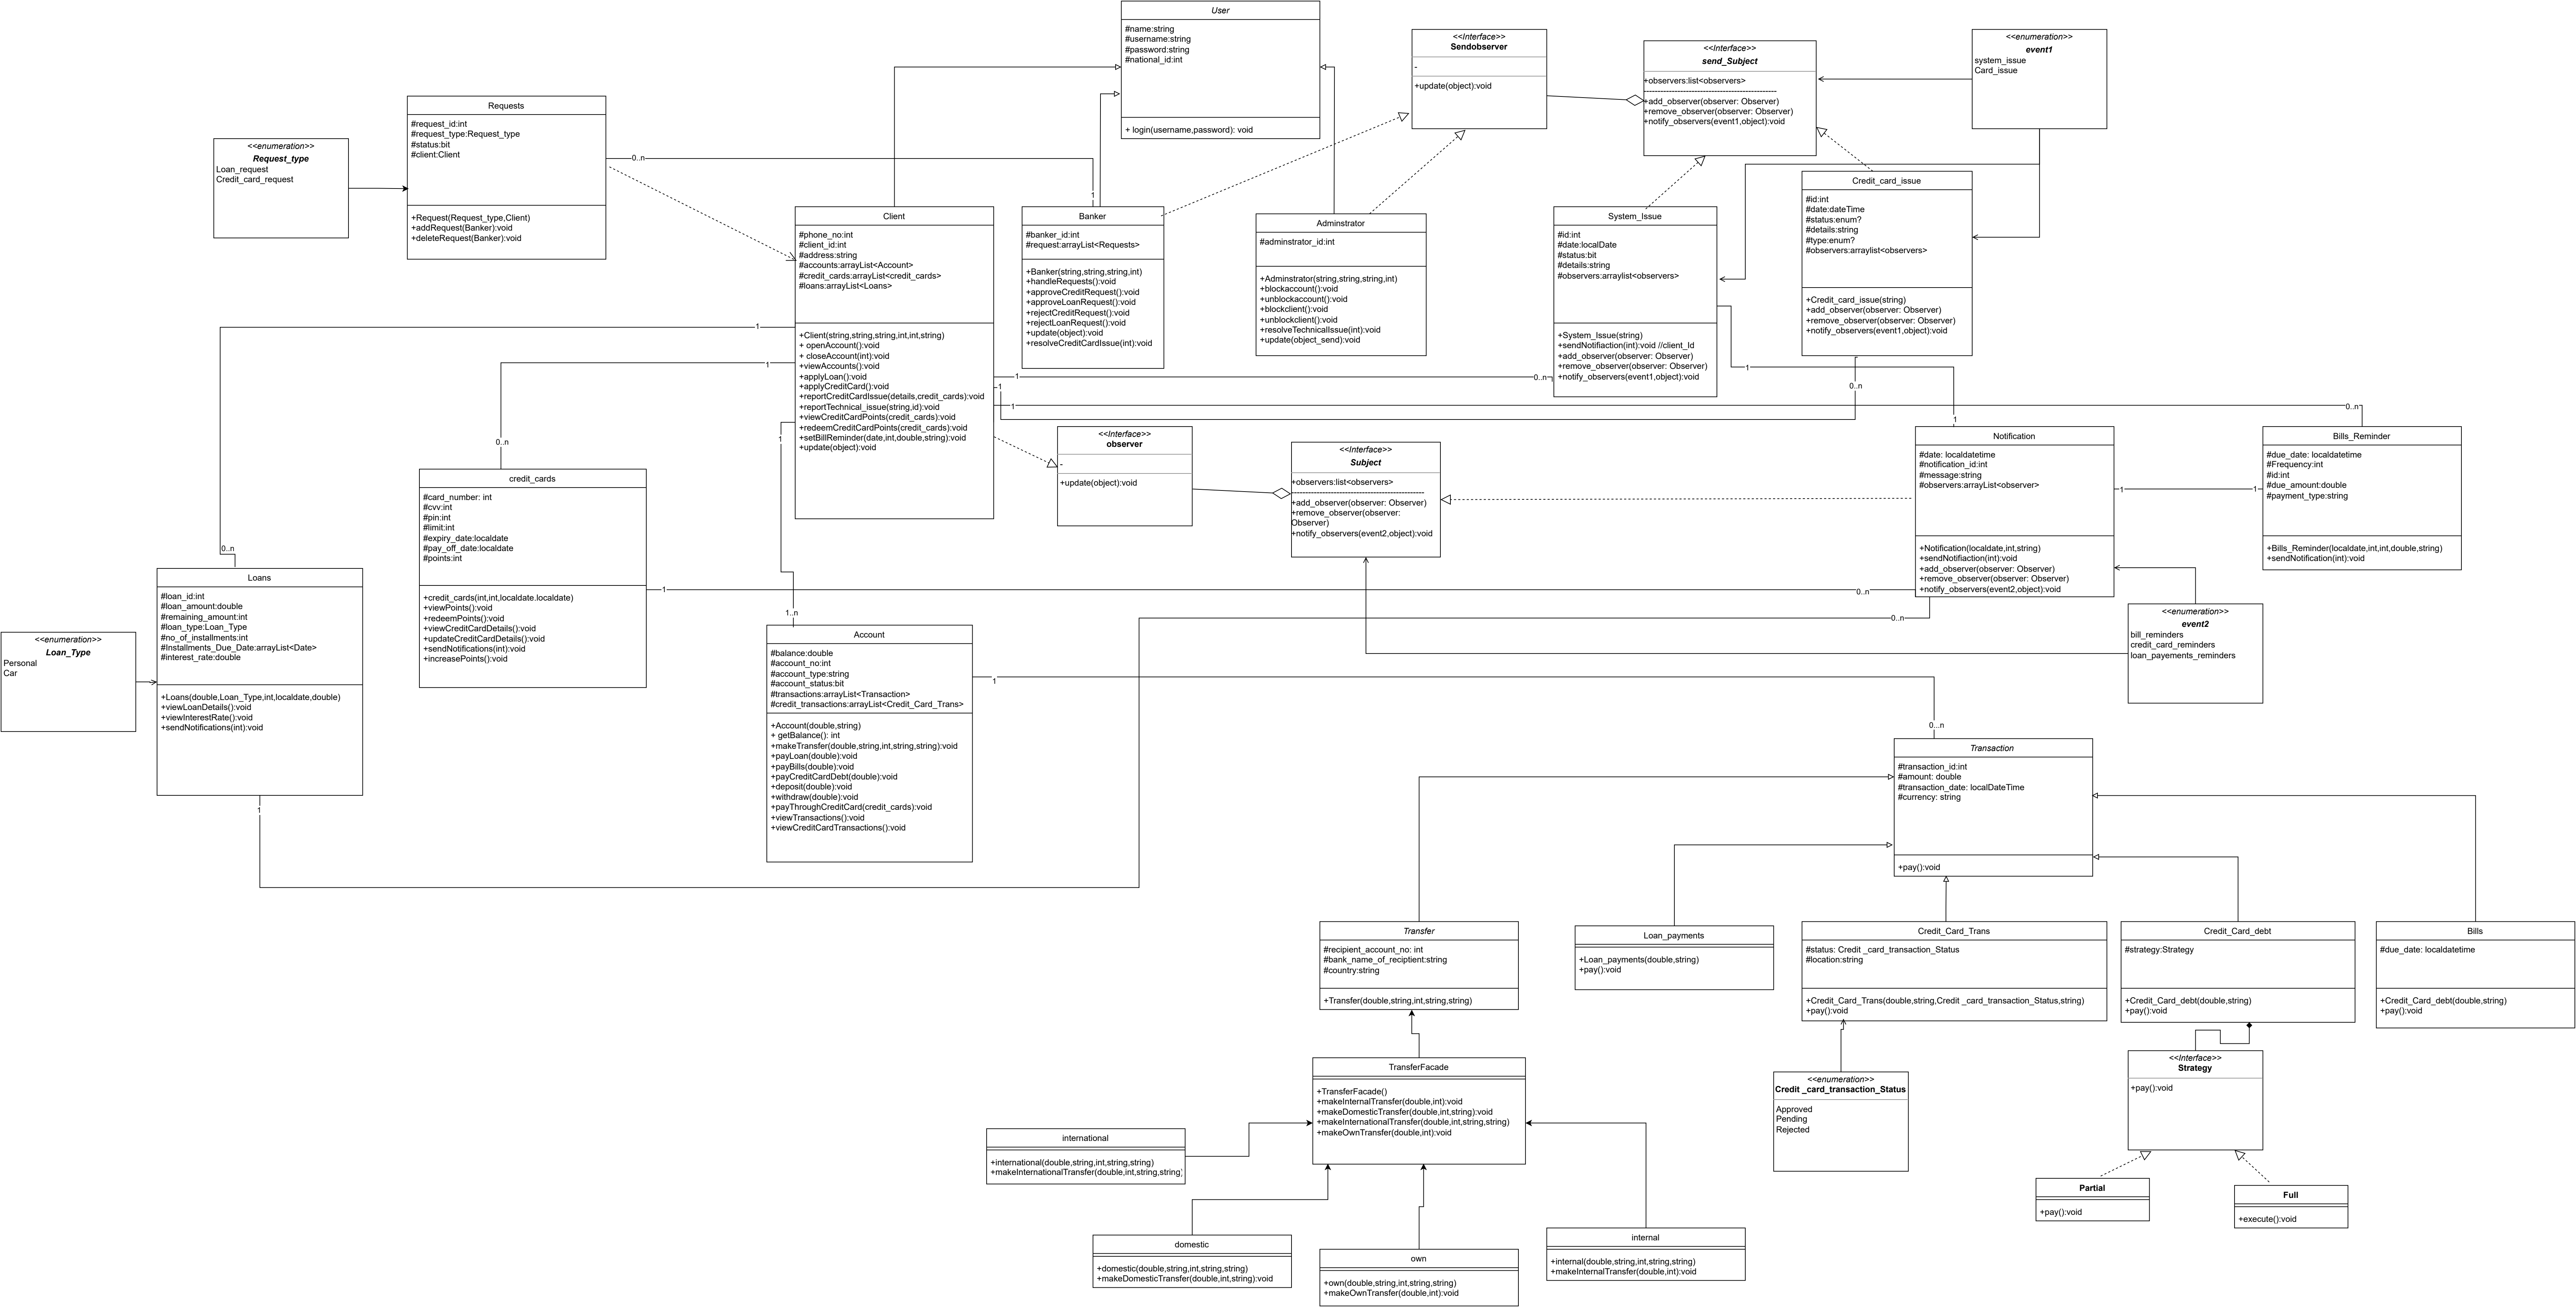 User
#name:string
#username:string
#password:string
#national_id:int
+ login(username,password): void
<<Interface>>
Sendobserver
-
+update(object):void
<<Interface>>
send_Subject
+observers:list<observers>
+add_observer(observer: Observer)
+remove_observer(observer: Observer)
+notify_observers(event1,object):void
<<enumeration>>
event1
system_issue
Card_issue
Requests
#request_id:int
#request_type:Request_type
#status:bit
#client:Client
+Request(Request_type,Client)
+addRequest(Banker):void
+deleteRequest(Banker):void
<<enumeration>>
Request_type
Loan_request
Credit_card_request
0..n
1
Client
#phone_no:int
#client_id:int
#address:string
#accounts:arrayList<Account>
#credit_cards:arrayList<credit_cards>
#loans:arrayList<Loans>
+Client(string,string,string,int,int,string)
+ openAccount():void
+ closeAccount(int):void
+viewAccounts():void
+applyLoan():void
+applyCreditCard():void
+reportCreditCardIssue(details,credit_cards):void
+reportTechnical_issue(string,id):void
+viewCreditCardPoints(credit_cards):void
+redeemCreditCardPoints(credit_cards):void
+setBillReminder(date,int,double,string):void
+update(object):void
Banker
#banker_id:int
#request:arrayList<Requests>
+Banker(string,string,string,int)
+handleRequests():void
+approveCreditRequest():void
+approveLoanRequest():void
+rejectCreditRequest():void
+rejectLoanRequest():void
+update(object):void
+resolveCreditCardIssue(int):void
Adminstrator
#adminstrator_id:int
+Adminstrator(string,string,string,int)
+blockaccount():void
+unblockaccount():void
+blockclient():void
+unblockclient():void
+resolveTechnicalIssue(int):void
+update(object_send):void
System_Issue
#id:int
#date:localDate
#status:bit
#details:string
#observers:arraylist<observers>
+System_Issue(string)
+sendNotifiaction(int):void //client_Id
+add_observer(observer: Observer)
+remove_observer(observer: Observer)
+notify_observers(event1,object):void
Credit_card_issue
#id:int
#date:dateTime
#status:enum?
#details:string
#type:enum?
#observers:arraylist<observers>
+Credit_card_issue(string)
+add_observer(observer: Observer)
+remove_observer(observer: Observer)
+notify_observers(event1,object):void
1
1
1
0..n
1
1
0..n
1
0..n
1
1
0..n
0..n
1
<<Interface>>
observer
-
+update(object):void
<<Interface>>
Subject
+observers:list<observers>
+add_observer(observer: Observer)
+remove_observer(observer:
Observer)
+notify_observers(event2,object):void
Notification
#date: localdatetime
#notification_id:int
#message:string
#observers:arrayList<observer>
+Notification(localdate,int,string)
+sendNotifiaction(int):void
+add_observer(observer: Observer)
+remove_observer(observer: Observer)
+notify_observers(event2,object):void
1
1
Bills_Reminder
#due_date: localdatetime
#Frequency:int
#id:int
#due_amount:double
#payment_type:string
+Bills_Reminder(localdate,int,int,double,string)
+sendNotification(int):void
credit_cards
#card_number: int
#cvv:int
#pin:int
#limit:int
#expiry_date:localdate
#pay_off_date:localdate
#points:int
+credit_cards(int,int,localdate.localdate)
+viewPoints():void
+redeemPoints():void
+viewCreditCardDetails():void
+updateCreditCardDetails():void
+sendNotifications(int):void
+increasePoints():void
1
0..n
0..n
1..n
Loans
#loan_id:int
#loan_amount:double
#remaining_amount:int
#loan_type:Loan_Type
#no_of_installments:int
#Installments_Due_Date:arrayList<Date>
#interest_rate:double
+Loans(double,Loan_Type,int,localdate,double)
+viewLoanDetails():void
+viewInterestRate():void
+sendNotifications(int):void
1
<<enumeration>>
Loan_Type
Personal
Car
<<enumeration>>
event2
bill_reminders
credit_card_reminders
loan_payements_reminders
Account
#balance:double
#account_no:int
#account_type:string
#account_status:bit
#transactions:arrayList<Transaction>
#credit_transactions:arrayList<Credit_Card_Trans>
+Account(double,string)
+ getBalance(): int
+makeTransfer(double,string,int,string,string):void
+payLoan(double):void
+payBills(double):void
+payCreditCardDebt(double):void
+deposit(double):void
+withdraw(double):void
+payThroughCreditCard(credit_cards):void
+viewTransactions():void
+viewCreditCardTransactions():void
1
0...n
Transaction
#transaction_id:int
#amount: double
#transaction_date: localDateTime
#currency: string
+pay():void
Transfer
#recipient_account_no: int
#bank_name_of_reciptient:string
#country:string
+Transfer(double,string,int,string,string)
Loan_payments
+Loan_payments(double,string)
+pay():void
Credit_Card_Trans
#status: Credit _card_transaction_Status
#location:string
+Credit_Card_Trans(double,string,Credit _card_transaction_Status,string)
+pay():void
Credit_Card_debt
#strategy:Strategy
+Credit_Card_debt(double,string)
+pay():void
Bills
#due_date: localdatetime
+Credit_Card_debt(double,string)
+pay():void
TransferFacade
+TransferFacade()
+makeInternalTransfer(double,int):void
+makeDomesticTransfer(double,int,string):void
+makeInternationalTransfer(double,int,string,string)
+makeOwnTransfer(double,int):void
<<enumeration>>
Credit _card_transaction_Status
Approved
Pending
Rejected
<<Interface>>
Strategy
+pay():void
international
+international(double,string,int,string,string)
+makeInternationalTransfer(double,int,string,string)
Partial
+pay():void
Full
+execute():void
domestic
+domestic(double,string,int,string,string)
+makeDomesticTransfer(double,int,string):void
own
+own(double,string,int,string,string)
+makeOwnTransfer(double,int):void
internal
+internal(double,string,int,string,string)
+makeInternalTransfer(double,int):void